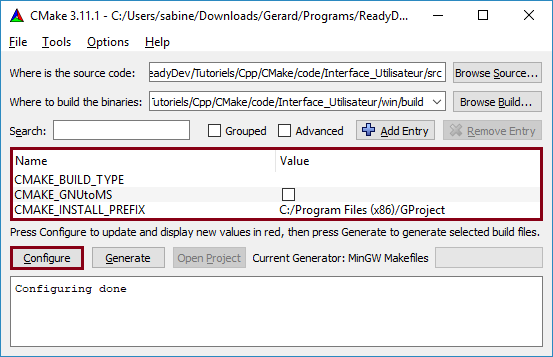 CMake 3.11.1 - C:/Users/sabine/Downloads/Gerard/Programs/ReadyD...
File Tools Options Help
Where is the source code: ReadyDev/Tutoriels/Cpp/CMake/code/Interface_Utilisateur/src Browse Source...
Where to build the binaries: Tutoriels/Cpp/CMake/code/Interface_Utilisateur/win/build Browse Build...
Search: Grouped Advanced Add Entry Remove Entry
Name Value
CMAKE_BUILD_TYPE
CMAKE_GNUtoMS
CMAKE_INSTALL_PREFIX C:/Program Files (x86)/GProject
Press Configure to update and display new values in red, then press Generate to generate selected build files.
Configure Generate Open Project Current Generator: MinGW Makefiles
Configuring done